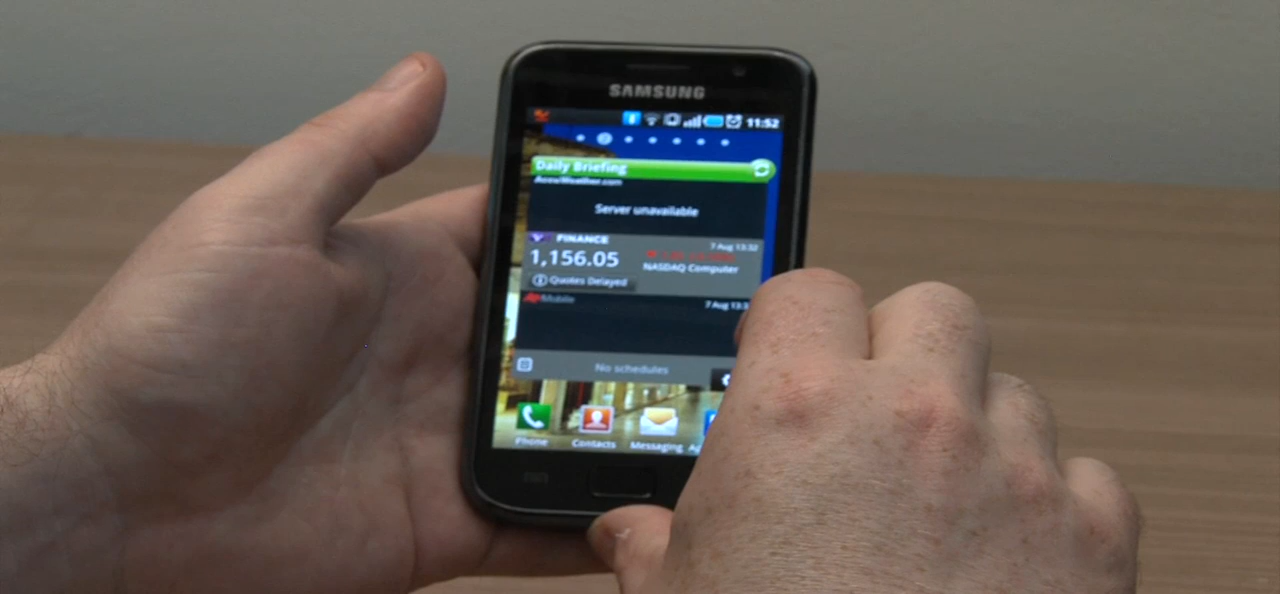 SAMSUNG
11:52
Daily Briefing
AccuWeather.com
Server unavailable
FINANCE
7 Aug 13:32
1,156.05
NASDAQ Computer
Quotes Delayed
Mobile
7 Aug
No schedules
Phone
Contacts
Messaging